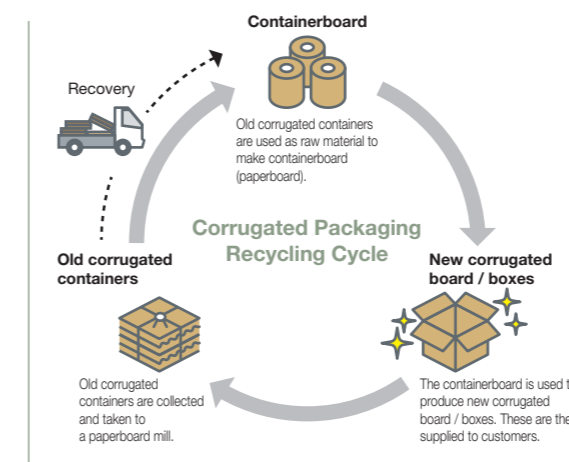 Containerboard
Recovery
Old corrugated containers
are used as raw material to
make containerboard
(paperboard).
Corrugated Packaging
Recycling Cycle
Old corrugated
containers
New corrugated
board / boxes
Old corrugated
containers are collected
and taken to
a paperboard mill.
The containerboard is used
produce new corrugated
board / boxes. These are
supplied to customers.